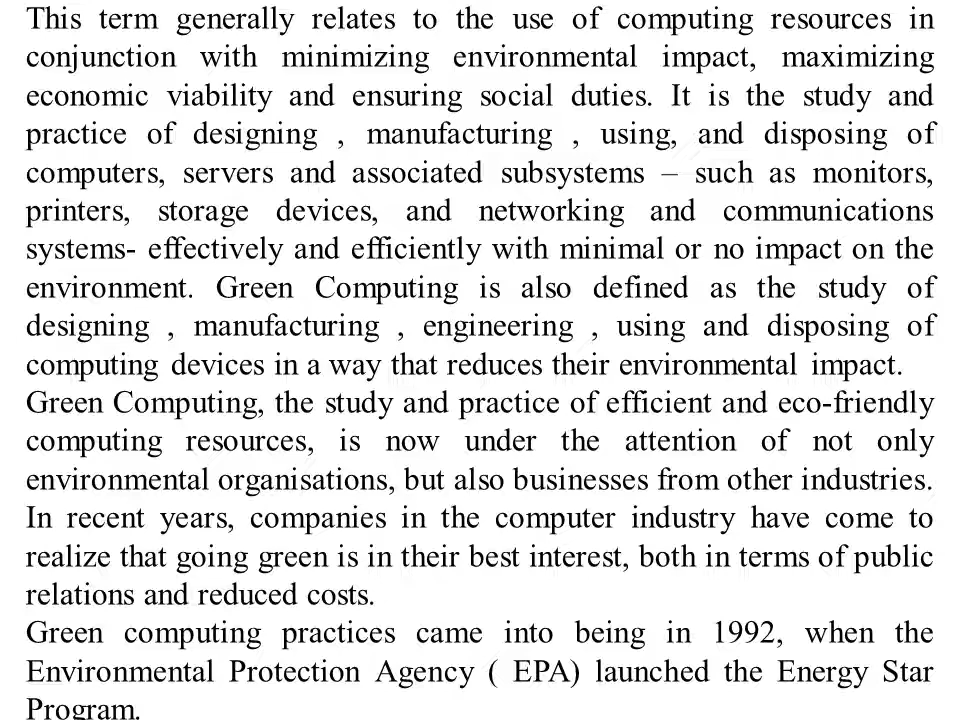 This term generally relates to the use of computing resources in
conjunction with minimizing environmental impact, maximizing
economic viability and ensuring social duties. It is the study and
practice of designing , manufacturing , using, and disposing of
computers, servers and associated subsystems – such as monitors,
printers, storage devices, and networking and communications
systems- effectively and efficiently with minimal or no impact on the
environment. Green Computing is also defined as the study of
designing , manufacturing , engineering , using and disposing of
computing devices in a way that reduces their environmental impact.
Green Computing, the study and practice of efficient and eco-friendly
computing resources, is now under the attention of not only
environmental organisations, but also businesses from other industries.
In recent years, companies in the computer industry have come to
realize that going green is in their best interest, both in terms of public
relations and reduced costs.
Green computing practices came into being in 1992, when the
Environmental Protection Agency ( EPA) launched the Energy Star
Program.